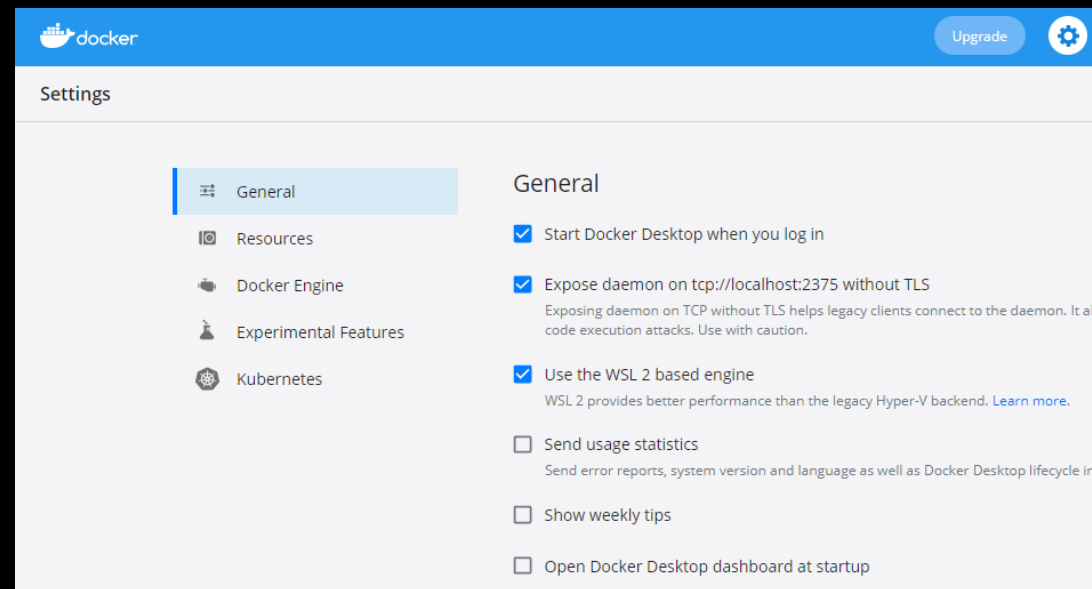 docker
Upgrade
Settings
General
Resources
Docker Engine
Experimental Features
Kubernetes
General
Start Docker Desktop when you log in
Expose daemon on tcp://localhost:2375 without TLS
Exposing daemon on TCP without TLS helps legacy clients connect to the daemon. It
code execution attacks. Use with caution.
Use the WSL 2 based engine
WSL 2 provides better performance than the legacy Hyper-V backend. Learn more.
Send usage statistics
Send error reports, system version and language as well as Docker Desktop lifecycle
Show weekly tips
Open Docker Desktop dashboard at startup